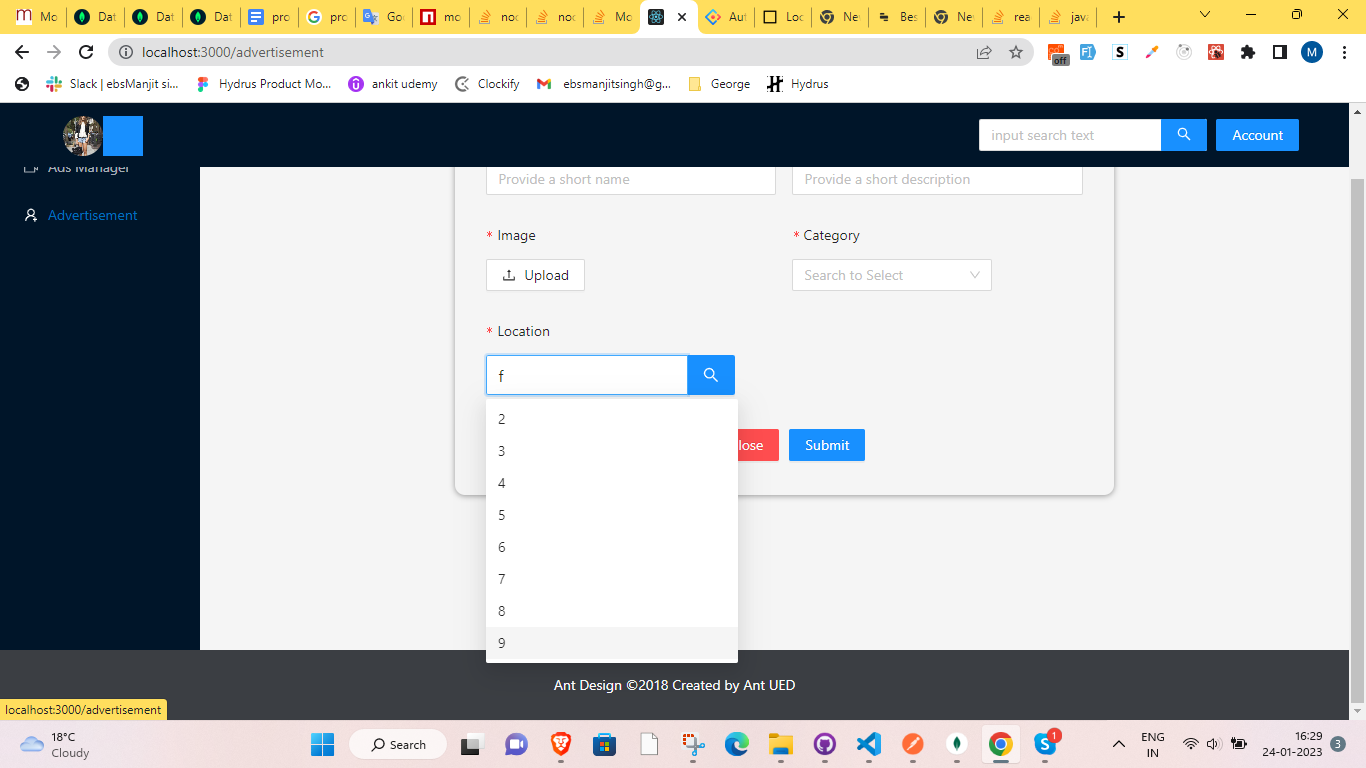 Mo
Dat
Dat
Dat
pro
pro
Goo
mo
noc
noc
Mo
Aut
Loc
Nev
Bes
Nev
rea
java
localhost:3000/advertisement
off
M
Slack | ebsManjit si...
Hydrus Product Mo...
ankit udemy
Clockify
ebsmanjitsingh@g...
George
Hydrus
input search text
Account
Ads Manager
Provide a short name
Provide a short description
Advertisement
* Image
* Category
Upload
Search to Select
* Location
f
2
3
4
5
6
7
8
9
lose
Submit
Ant Design ©2018 Created by Ant UED
localhost:3000/advertisement
18°C
Cloudy
Search
1
ENG
IN
16:29
24-01-2023
3